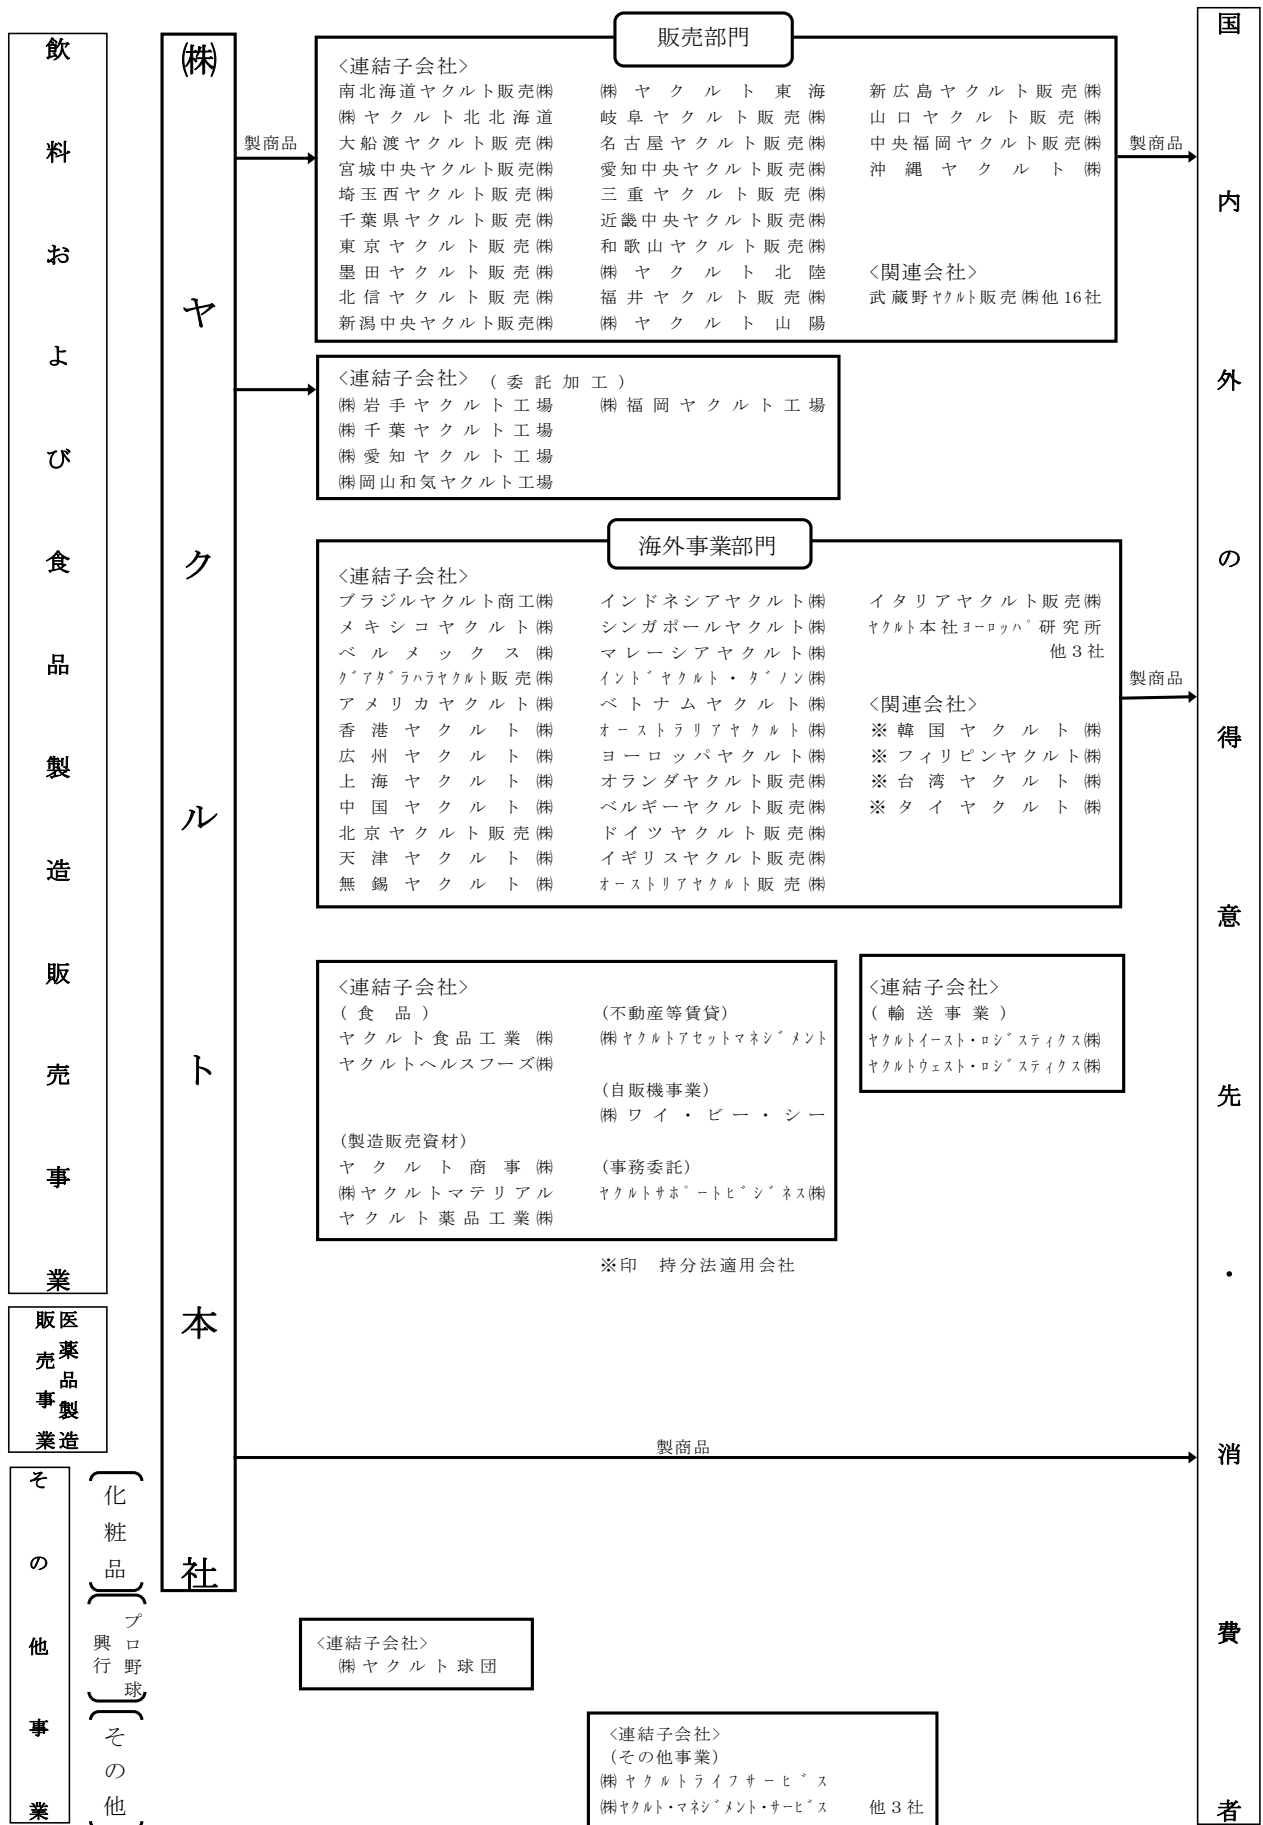 飲料および食品製造販売事業
医薬品製造
販売事業
その他事業
化粧品
プロ野球
興行
その他
㈱ヤクルト本社
製商品
販売部門
<連結子会社>
南北海道ヤクルト販売㈱
㈱ヤクルト北北海道
大船渡ヤクルト販売㈱
宮城中央ヤクルト販売㈱
埼玉西ヤクルト販売㈱
千葉県ヤクルト販売㈱
東京ヤクルト販売㈱
墨田ヤクルト販売㈱
北信ヤクルト販売㈱
新潟中央ヤクルト販売㈱
㈱ヤクルト東海
岐阜ヤクルト販売㈱
名古屋ヤクルト販売㈱
愛知中央ヤクルト販売㈱
三重ヤクルト販売㈱
近畿中央ヤクルト販売㈱
和歌山ヤクルト販売㈱
㈱ヤクルト北陸
福井ヤクルト販売㈱
㈱ヤクルト山陽
新広島ヤクルト販売㈱
山口ヤクルト販売㈱
中央福岡ヤクルト販売㈱
沖縄ヤクルト㈱
<関連会社>
武蔵野ﾔｸﾙﾄ販売㈱他16社
製商品
<連結子会社> (委託加工)
㈱岩手ヤクルト工場
㈱千葉ヤクルト工場
㈱愛知ヤクルト工場
㈱岡山和気ヤクルト工場
㈱福岡ヤクルト工場
海外事業部門
<連結子会社>
ブラジルヤクルト商工㈱
メキシコヤクルト㈱
ベルメックス㈱
ｸﾞｱﾀﾞﾗﾊﾗﾔｸﾙﾄ販売㈱
アメリカヤクルト㈱
香港ヤクルト㈱
広州ヤクルト㈱
上海ヤクルト㈱
中国ヤクルト㈱
北京ヤクルト販売㈱
天津ヤクルト㈱
無錫ヤクルト㈱
インドネシアヤクルト㈱
シンガポールヤクルト㈱
マレーシアヤクルト㈱
ｲﾝﾄﾞﾔｸﾙﾄ・ﾀﾞﾉﾝ㈱
ベトナムヤクルト㈱
ｵｰｽﾄﾗﾘｱﾔｸﾙﾄ㈱
ヨーロッパヤクルト㈱
オランダヤクルト販売㈱
ベルギーヤクルト販売㈱
ドイツヤクルト販売㈱
イギリスヤクルト販売㈱
ｵｰｽﾄﾘｱﾔｸﾙﾄ販売㈱
イタリアヤクルト販売㈱
ﾔｸﾙﾄ本社ﾖｰﾛｯﾊﾟ研究所
他3社
<関連会社>
※韓国ヤクルト㈱
※フィリピンヤクルト㈱
※台湾ヤクルト㈱
※タイヤクルト㈱
製商品
<連結子会社>
(食品)
ヤクルト食品工業㈱
ヤクルトヘルスフーズ㈱
(製造販売資材)
ヤクルト商事㈱
㈱ヤクルトマテリアル
ヤクルト薬品工業㈱
(不動産等賃貸)
㈱ﾔｸﾙﾄｱｾｯﾄﾏﾈｼﾞﾒﾝﾄ
(自販機事業)
㈱ワイ・ビー・シー
(事務委託)
ﾔｸﾙﾄｻﾎﾟｰﾄﾋﾞｼﾞﾈｽ㈱
<連結子会社>
(輸送事業)
ﾔｸﾙﾄｲｰｽﾄ・ﾛｼﾞｽﾃｨｸｽ㈱
ﾔｸﾙﾄｳｪｽﾄ・ﾛｼﾞｽﾃｨｸｽ㈱
※印　持分法適用会社
製商品
<連結子会社>
㈱ヤクルト球団
<連結子会社>
(その他事業)
㈱ﾔｸﾙﾄﾗｲﾌｻｰﾋﾞｽ
㈱ﾔｸﾙﾄ・ﾏﾈｼﾞﾒﾝﾄ・ｻｰﾋﾞｽ　他3社
国内外の得意先・消費者